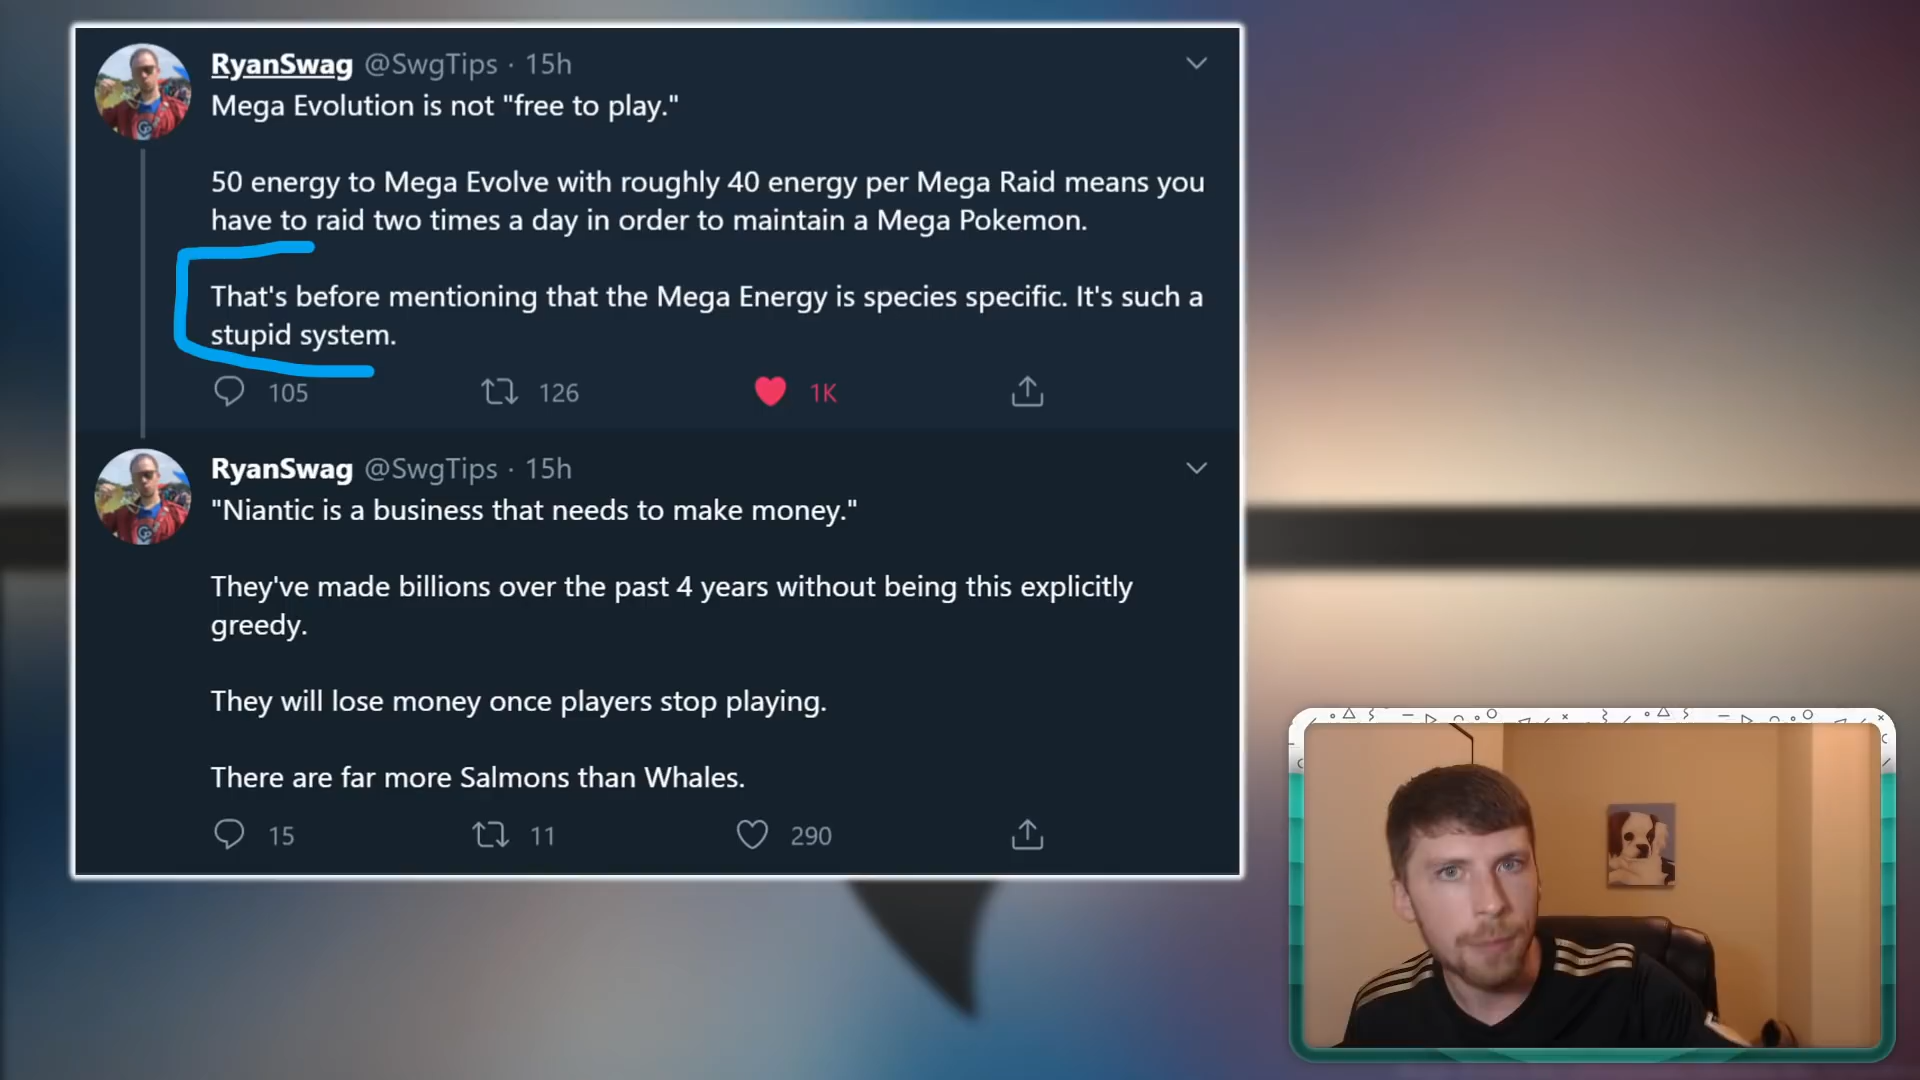 RyanSwag @SwgTips · 15h
Mega Evolution is not "free to play."
50 energy to Mega Evolve with roughly 40 energy per Mega Raid means you
have to raid two times a day in order to maintain a Mega Pokemon.
That's before mentioning that the Mega Energy is species specific. It's such a
stupid system.
105 126 1K
RyanSwag @SwgTips · 15h
"Niantic is a business that needs to make money."
They've made billions over the past 4 years without being this explicitly
greedy.
They will lose money once players stop playing.
There are far more Salmons than Whales.
15 11 290